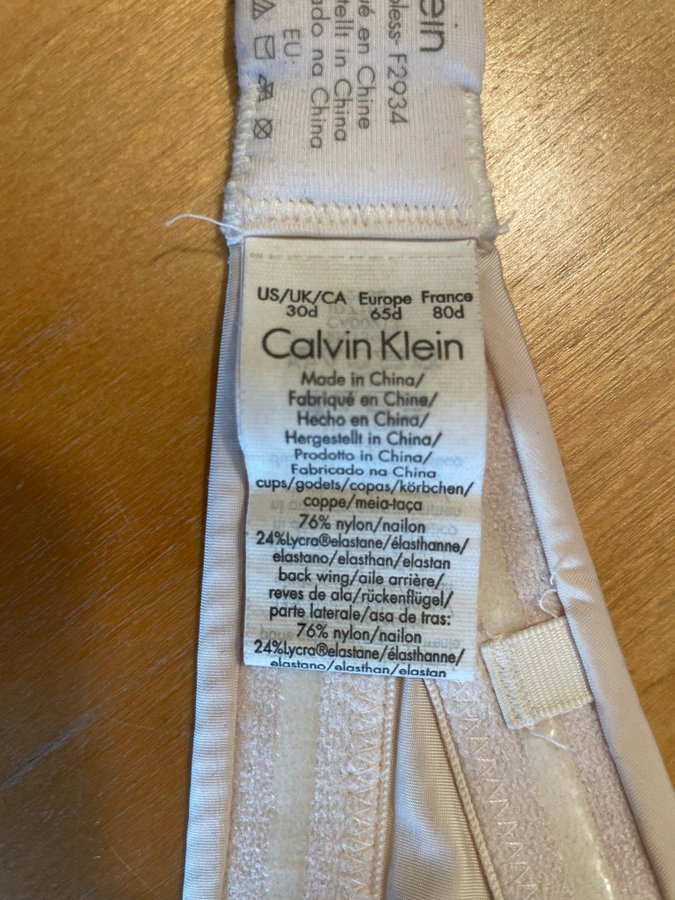 lein
less- F2934
ué en Chine
tellt in China
ado na China
EU:
US/UK/CA Europe France
30d 65d 80d
Calvin Klein
Made in China/
Fabriqué en Chine/
Hecho en China/
Hergestellt in China/
Prodotto in China/
Fabricado na China
cups/godets/copas/körbchen/
coppe/meia-taça
76% nylon/nailon
24%Lycra®elastane/élasthanne/
elastano/elasthan/elastan
back wing/aile arrière/
reves de ala/rückenflügel/
parte laterale/asa de tras:
76% nylon/nailon
24%Lycra®elastane/élasthanne/
elastano/elasthan/elastan